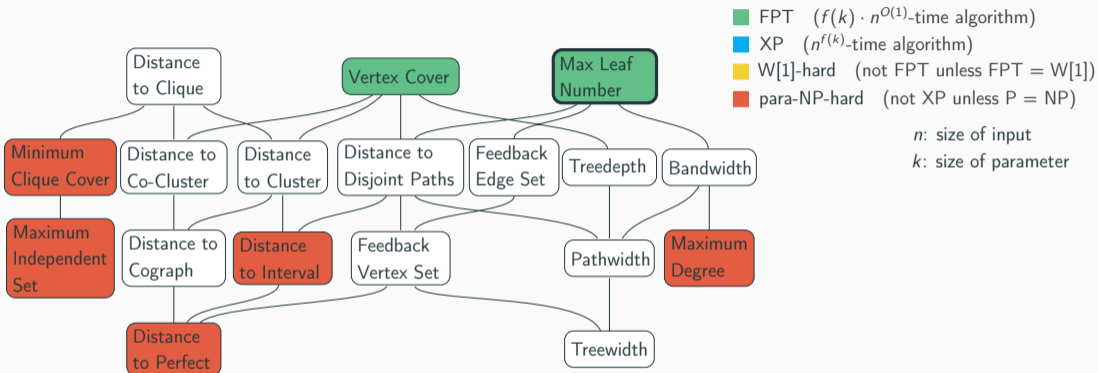 FPT (f(k) · n^{O(1)}-time algorithm)
XP (n^{f(k)}-time algorithm)
W[1]-hard (not FPT unless FPT = W[1])
para-NP-hard (not XP unless P = NP)
n: size of input
k: size of parameter
Distance
to Clique
Vertex Cover
Max Leaf
Number
Minimum
Clique Cover
Distance to
Co-Cluster
Distance
to Cluster
Distance to
Disjoint Paths
Feedback
Edge Set
Treedepth
Bandwidth
Maximum
Independent
Set
Distance to
Cograph
Distance
to Interval
Feedback
Vertex Set
Pathwidth
Maximum
Degree
Distance
to Perfect
Treewidth